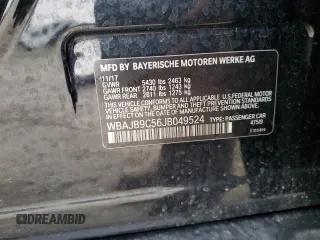 MFD BY BAYERISCHE MOTOREN WERKE AG
11/17
GVWR 5430 lbs 2463 kg
GAWR FRONT 2740 lbs 1243 kg
GAWR REAR 2811 lbs 1275 kg
THIS VEHICLE CONFORMS TO ALL APPLICABLE
U.S. FEDERAL MOTOR VEHICLE SAFETY, BUMPER,
AND THEFT PREVENTION STANDARDS IN EFFECT
ON THE DATE OF MANUFACTURE SHOWN ABOVE.
WBAJB9C56JB049524
TYPE: PASSENGER CAR
475/9
© DREAMBID